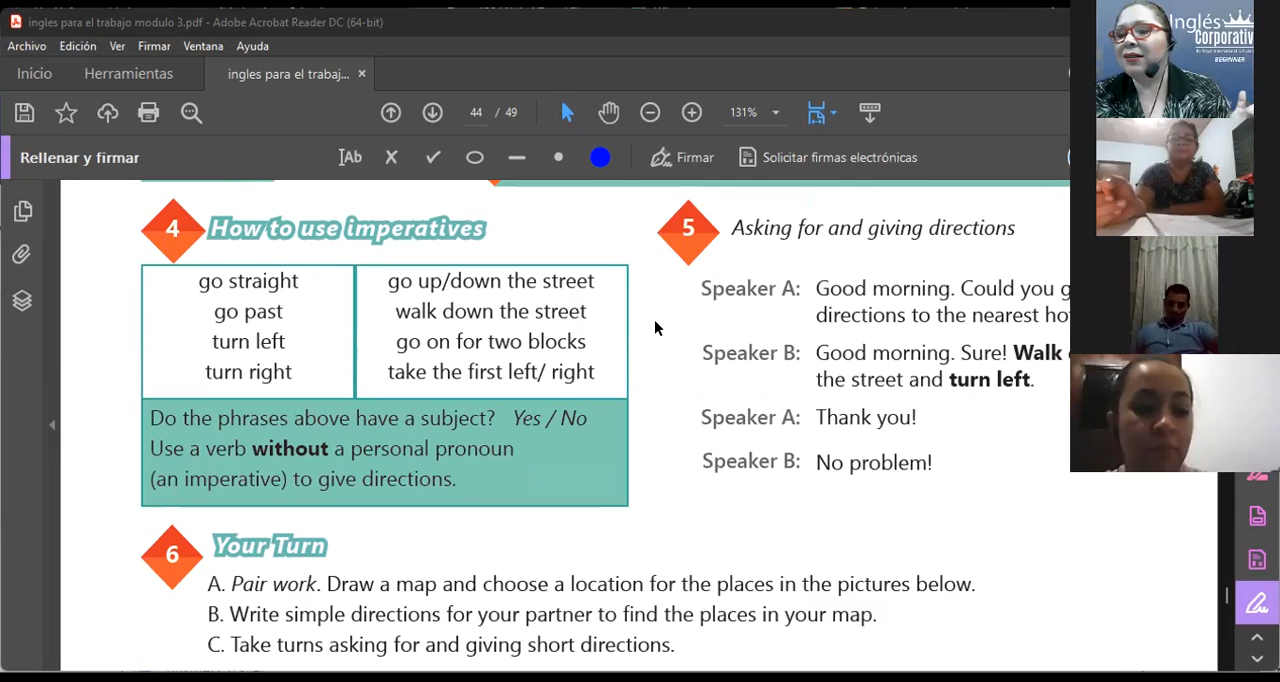 ingles para el trabajo modulo 3.pdf - Adobe Acrobat Reader DC (64-bit)
Archivo Edición Ver Firmar Ventana Ayuda
Inicio Herramientas ingles para el trabaj... ×
44 / 49 131%
Rellenar y firmar Ab Firmar Solicitar firmas electrónicas
Inglés
Corporativ
BEGINNER
4 How to use imperatives
go straight
go past
turn left
turn right
go up/down the street
walk down the street
go on for two blocks
take the first left/ right
Do the phrases above have a subject? Yes / No
Use a verb without a personal pronoun
(an imperative) to give directions.
5 Asking for and giving directions
Speaker A: Good morning. Could you g
directions to the nearest ho
Speaker B: Good morning. Sure! Walk
the street and turn left.
Speaker A: Thank you!
Speaker B: No problem!
6 Your Turn
A. Pair work. Draw a map and choose a location for the places in the pictures below.
B. Write simple directions for your partner to find the places in your map.
C. Take turns asking for and giving short directions.